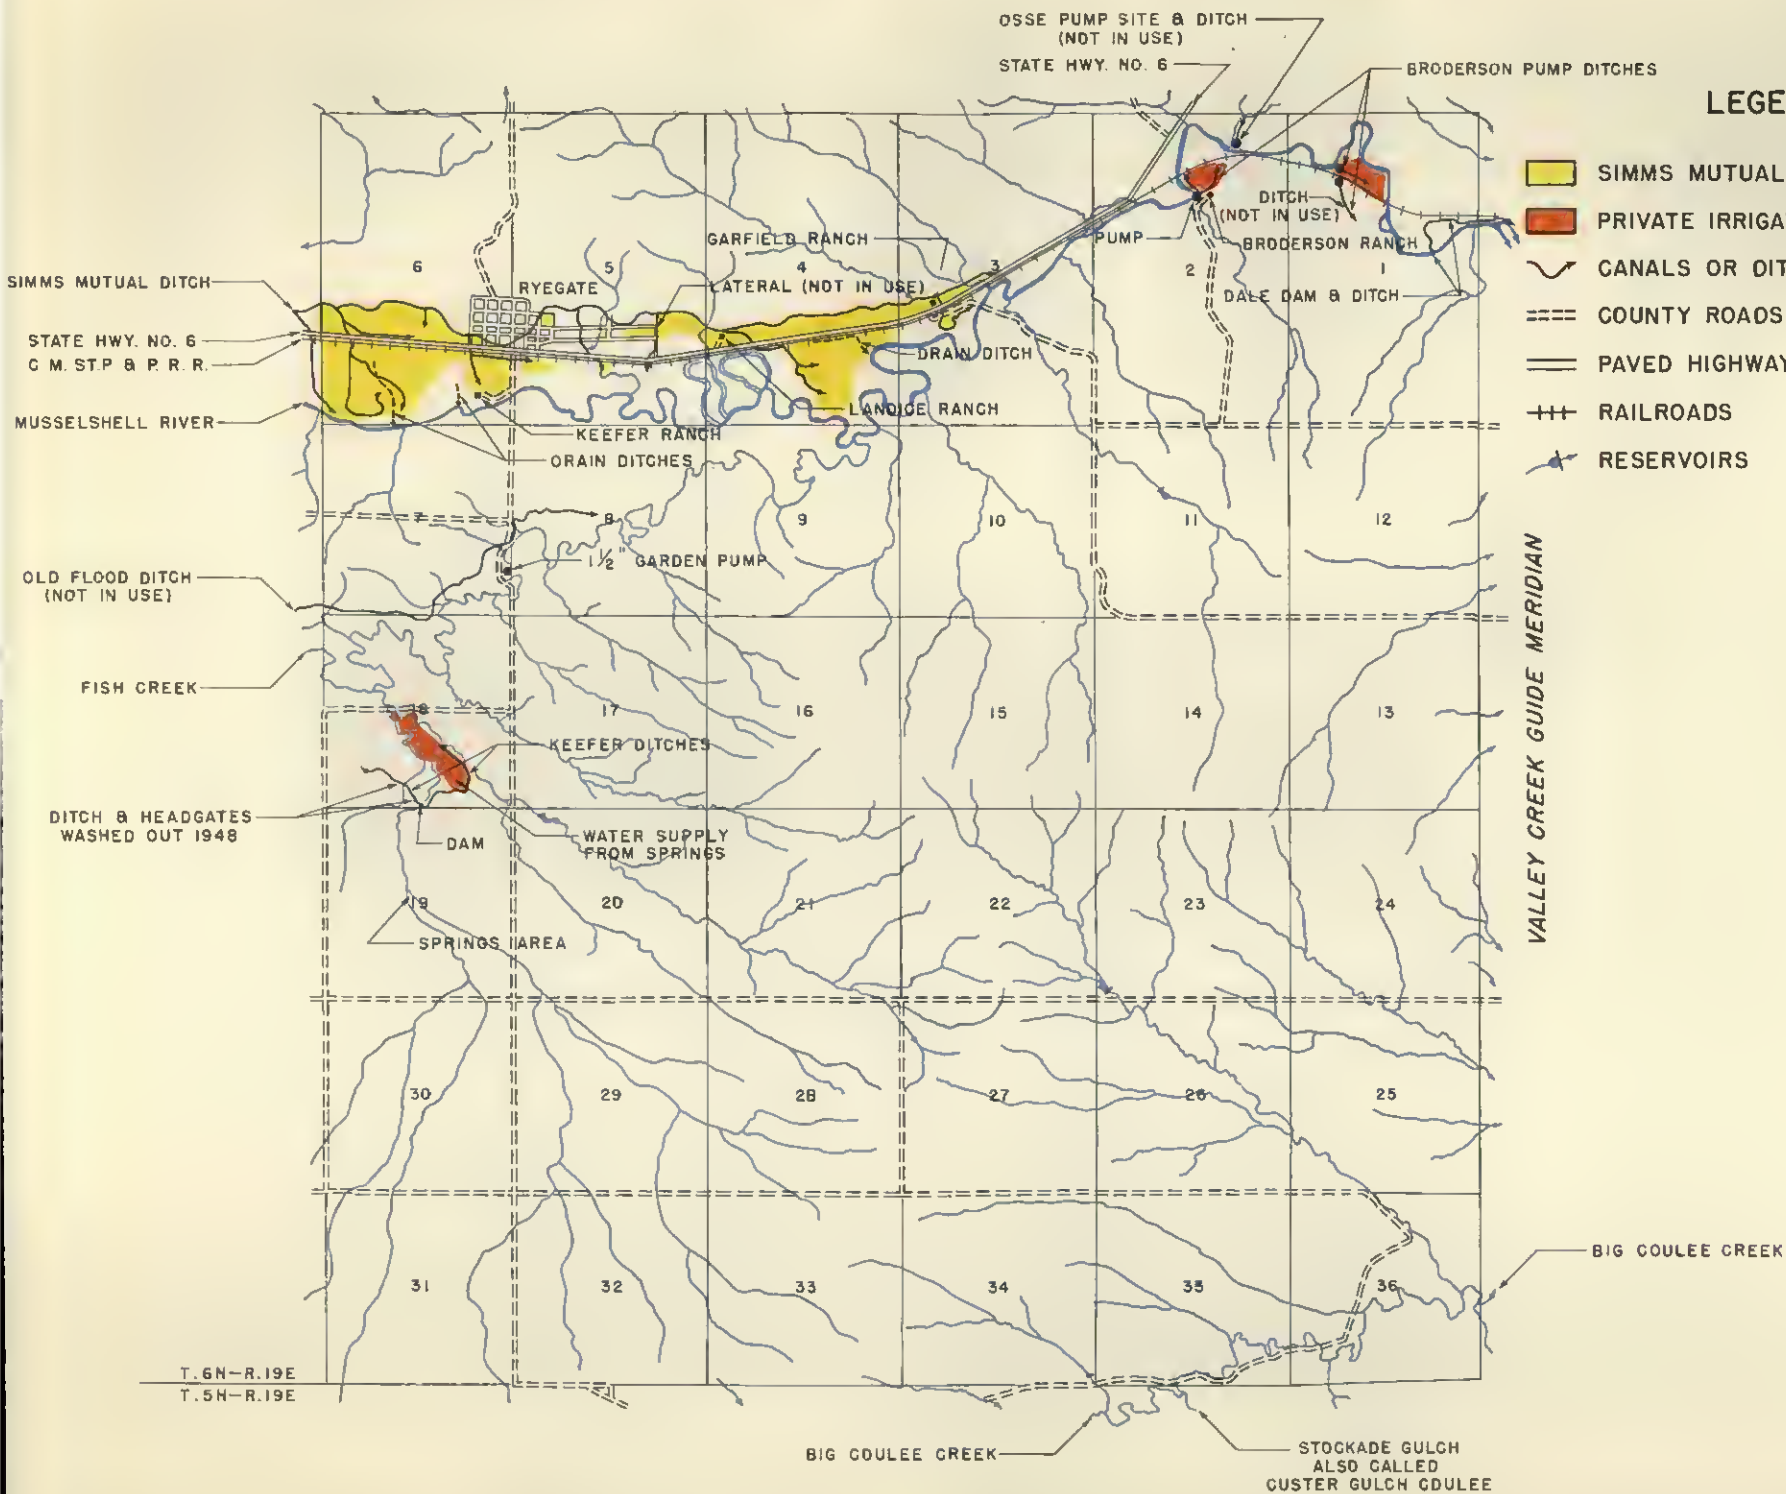 OSSE PUMP SITE & DITCH
(NOT IN USE)
STATE HWY. NO. 6
BRODERSON PUMP DITCHES
LEGE
SIMMS MUTUAL
PRIVATE IRRIGA
CANALS OR DIT
COUNTY ROADS
PAVED HIGHWAY
RAILROADS
RESERVOIRS
DITCH
(NOT IN USE)
PUMP
BRODERSON RANCH
GARFIELD RANCH
6
5
4
3
2
1
SIMMS MUTUAL DITCH
RYEGATE
LATERAL (NOT IN USE)
DALE DAM & DITCH
STATE HWY. NO. 6
C M. ST.P & P. R. R.
DRAIN DITCH
MUSSELSHELL RIVER
LANDICE RANCH
KEEFER RANCH
DRAIN DITCHES
7
8
9
10
11
12
1½" GARDEN PUMP
OLD FLOOD DITCH
(NOT IN USE)
VALLEY CREEK GUIDE MERIDIAN
FISH CREEK
18
17
16
15
14
13
KEEFER DITCHES
DITCH & HEADGATES
WASHED OUT 1948
DAM
WATER SUPPLY
FROM SPRINGS
19
20
21
22
23
24
SPRINGS AREA
30
29
28
27
26
25
BIG COULEE CREEK
31
32
33
34
35
36
T.6N-R.19E
T.5N-R.19E
BIG COULEE CREEK
STOCKADE GULCH
ALSO CALLED
CUSTER GULCH COULEE